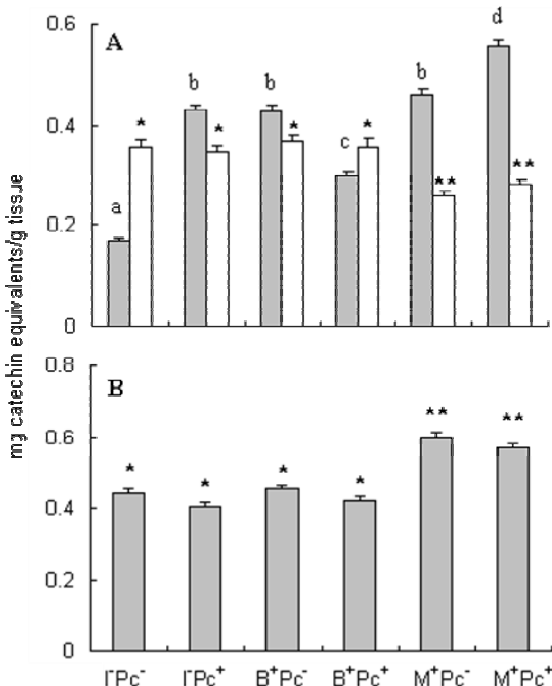 mg catechin equivalents/g tissue
A
0.6
0.4
0.2
0
a
*
b
*
b
*
c
*
b
**
d
**
B
0.8
0.6
0.4
0.2
0
*
*
*
*
**
**
I⁻Pc⁻ I⁻Pc⁺ B⁺Pc⁻ B⁺Pc⁺ M⁺Pc⁻ M⁺Pc⁺